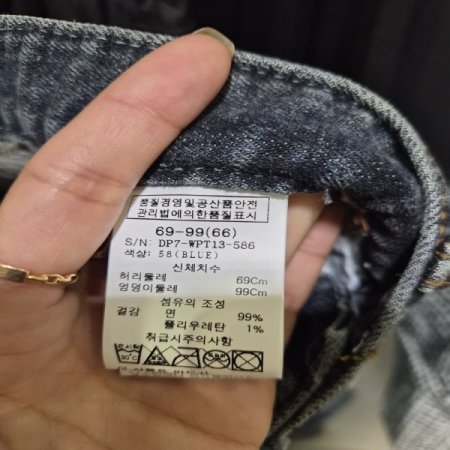 품질경영및공산품안전
관리법에의한품질표시
69-99(66)
S/N: DP7-WPT13-586
색상: 58(BLUE)
신체치수
허리둘레 69Cm
엉덩이둘레 99Cm
섬유의 조성
겉감 면 99%
폴리우레탄 1%
취급시주의사항